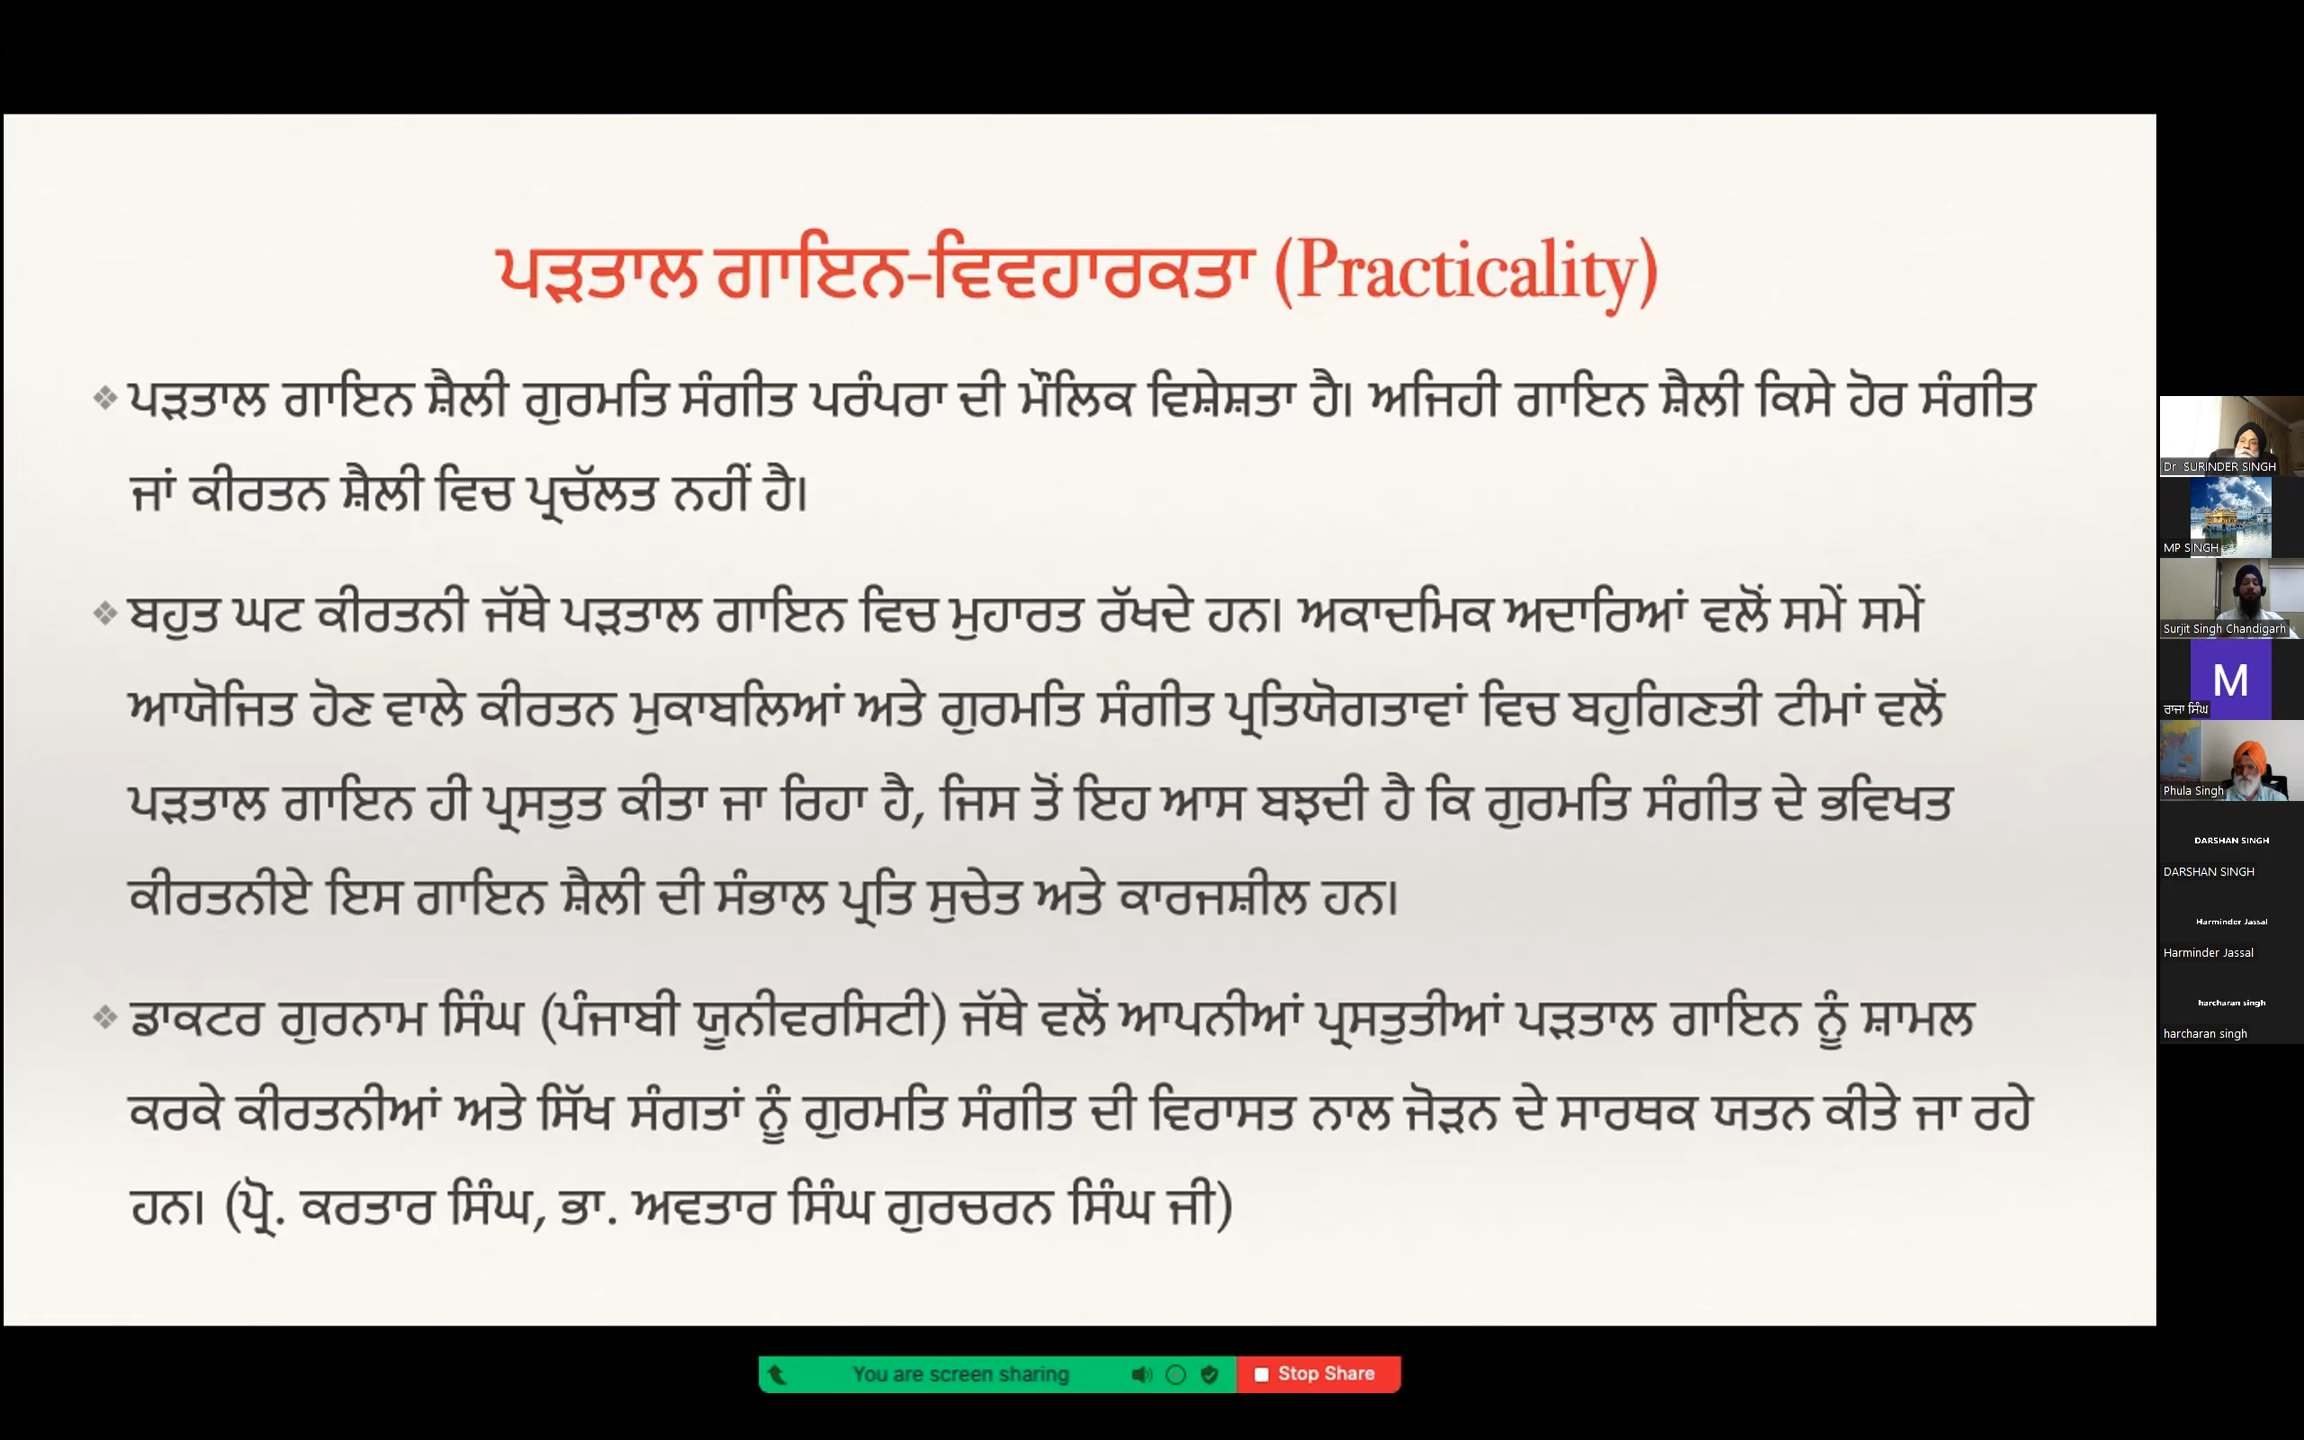 ਪੜਤਾਲ ਗਾਇਨ-ਵਿਵਹਾਰਕਤਾ (Practicality)
❖ ਪੜਤਾਲ ਗਾਇਨ ਸ਼ੈਲੀ ਗੁਰਮਤਿ ਸੰਗੀਤ ਪਰੰਪਰਾ ਦੀ ਮੌਲਿਕ ਵਿਸ਼ੇਸ਼ਤਾ ਹੈ। ਅਜਿਹੀ ਗਾਇਨ ਸ਼ੈਲੀ ਕਿਸੇ ਹੋਰ ਸੰਗੀਤ
ਜਾਂ ਕੀਰਤਨ ਸ਼ੈਲੀ ਵਿਚ ਪ੍ਰਚੱਲਤ ਨਹੀਂ ਹੈ।
❖ ਬਹੁਤ ਘਟ ਕੀਰਤਨੀ ਜੱਥੇ ਪੜਤਾਲ ਗਾਇਨ ਵਿਚ ਮੁਹਾਰਤ ਰੱਖਦੇ ਹਨ। ਅਕਾਦਮਿਕ ਅਦਾਰਿਆਂ ਵਲੋਂ ਸਮੇਂ ਸਮੇਂ
ਆਯੋਜਿਤ ਹੋਣ ਵਾਲੇ ਕੀਰਤਨ ਮੁਕਾਬਲਿਆਂ ਅਤੇ ਗੁਰਮਤਿ ਸੰਗੀਤ ਪ੍ਰਤਿਯੋਗਤਾਵਾਂ ਵਿਚ ਬਹੁਗਿਣਤੀ ਟੀਮਾਂ ਵਲੋਂ
ਪੜਤਾਲ ਗਾਇਨ ਹੀ ਪ੍ਰਸਤੁਤ ਕੀਤਾ ਜਾ ਰਿਹਾ ਹੈ, ਜਿਸ ਤੋਂ ਇਹ ਆਸ ਬਝਦੀ ਹੈ ਕਿ ਗੁਰਮਤਿ ਸੰਗੀਤ ਦੇ ਭਵਿਖਤ
ਕੀਰਤਨੀਏ ਇਸ ਗਾਇਨ ਸ਼ੈਲੀ ਦੀ ਸੰਭਾਲ ਪ੍ਰਤਿ ਸੁਚੇਤ ਅਤੇ ਕਾਰਜਸ਼ੀਲ ਹਨ।
❖ ਡਾਕਟਰ ਗੁਰਨਾਮ ਸਿੰਘ (ਪੰਜਾਬੀ ਯੂਨੀਵਰਸਿਟੀ) ਜੱਥੇ ਵਲੋਂ ਆਪਨੀਆਂ ਪ੍ਰਸਤੁਤੀਆਂ ਪੜਤਾਲ ਗਾਇਨ ਨੂੰ ਸ਼ਾਮਲ
ਕਰਕੇ ਕੀਰਤਨੀਆਂ ਅਤੇ ਸਿੱਖ ਸੰਗਤਾਂ ਨੂੰ ਗੁਰਮਤਿ ਸੰਗੀਤ ਦੀ ਵਿਰਾਸਤ ਨਾਲ ਜੋੜਨ ਦੇ ਸਾਰਥਕ ਯਤਨ ਕੀਤੇ ਜਾ ਰਹੇ
ਹਨ। (ਪ੍ਰੋ. ਕਰਤਾਰ ਸਿੰਘ, ਭਾ. ਅਵਤਾਰ ਸਿੰਘ ਗੁਰਚਰਨ ਸਿੰਘ ਜੀ)
Dr SURINDER SINGH
MP SINGH
Surjit Singh Chandigarh
M
ਰਾਜਾ ਸਿੰਘ
Phula Singh
DARSHAN SINGH
DARSHAN SINGH
Harminder Jassal
Harminder Jassal
harcharan singh
harcharan singh
You are screen sharing
Stop Share